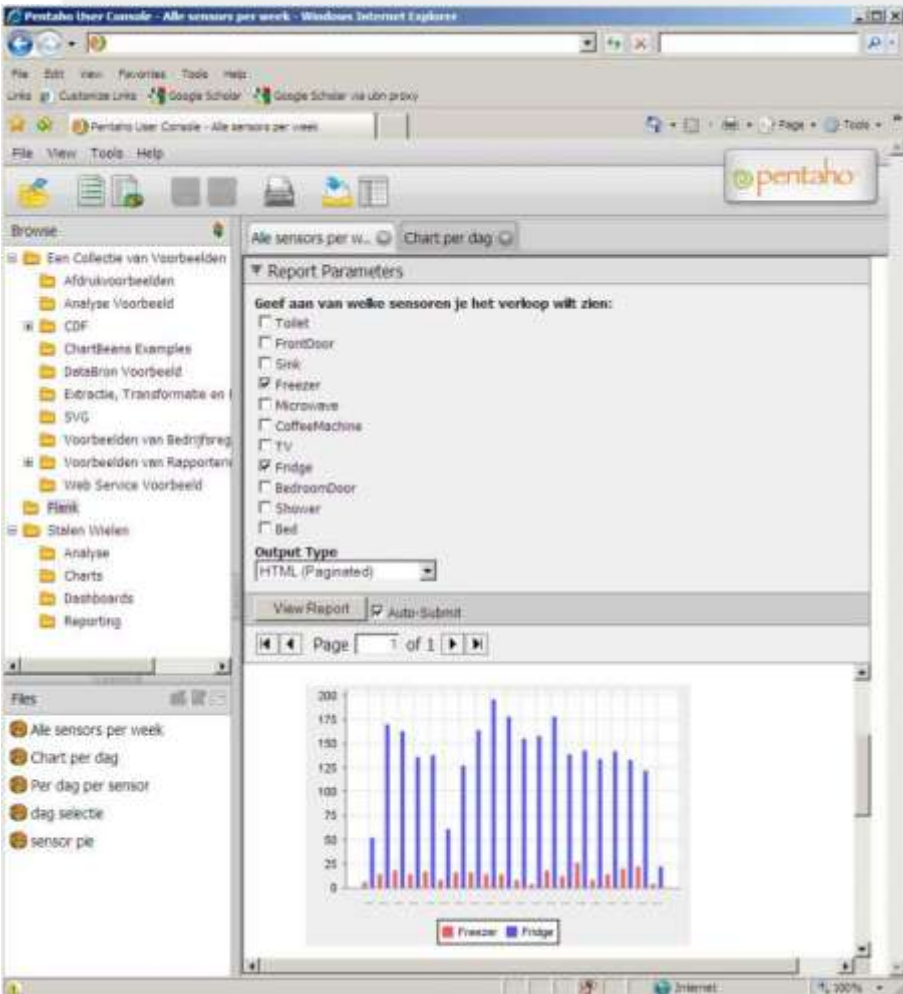 Pentaho User Console - Alle sensors per week - Windows Internet Explorer
File Edit View Favorites Tools Help
Links Customize Links Google Scholar Google Scholar via ubn proxy
Pentaho User Console - Alle sensors per week
Page Tools
File View Tools Help
pentaho
Browse
Een Collectie van Voorbeelden
Afdrukvoorbeelden
Analyse Voorbeeld
CDF
ChartBeans Examples
DataBron Voorbeeld
Extractie, Transformatie en
SVG
Voorbeelden van Bedrijfsreg
Voorbeelden van Rapporteri
Web Service Voorbeeld
Stalen Wielen
Analyse
Charts
Dashboards
Reporting
Files
Alle sensors per week
Chart per dag
Per dag per sensor
dag selectie
sensor pie
Alle sensors per w... Chart per dag
Report Parameters
Geef aan van welke sensoren je het verloop wilt zien:
Toilet
FrontDoor
Sink
Freezer
Microwave
CoffeeMachine
TV
Fridge
BedroomDoor
Shower
Bed
Output Type
HTML (Paginated)
View Report Auto-Submit
Page 1 of 1
200
175
150
125
100
75
50
25
0
Freezer Fridge
Internet 100%